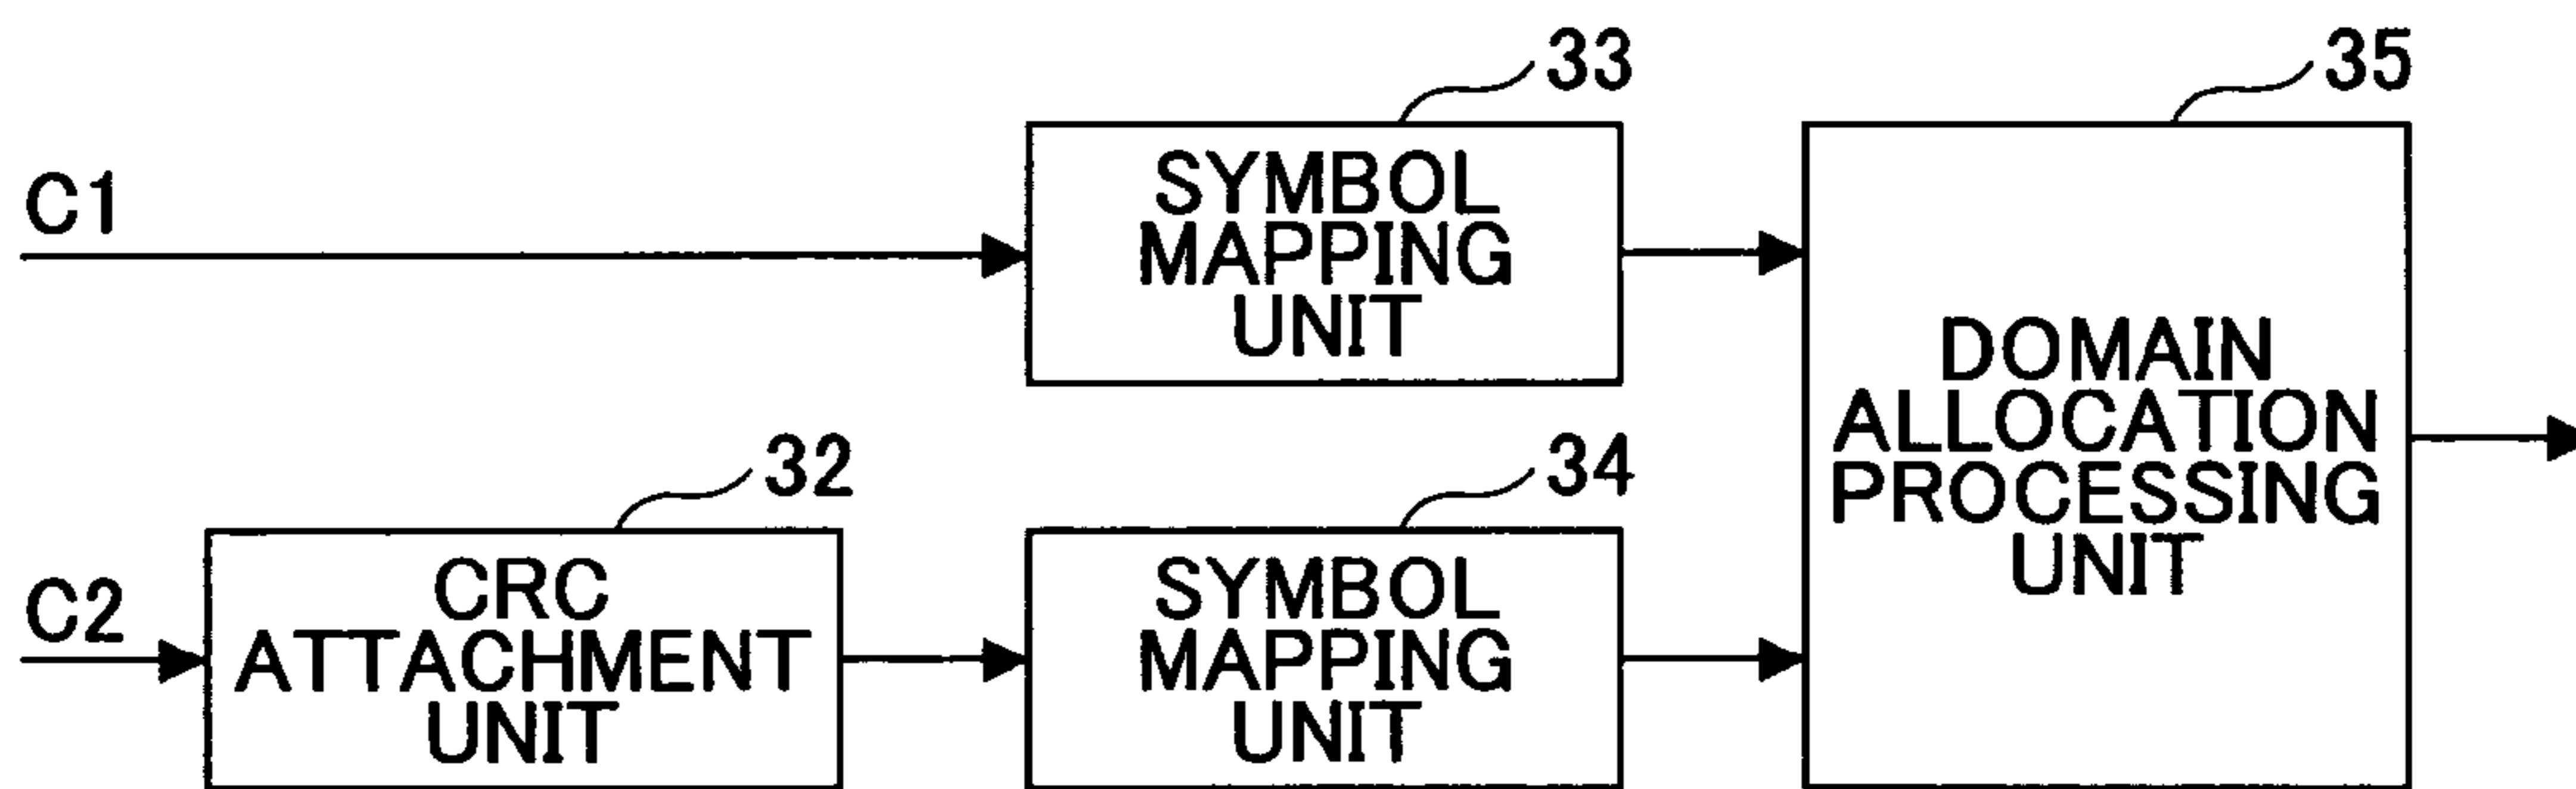 33
35
C1
SYMBOL
MAPPING
UNIT
DOMAIN
ALLOCATION
PROCESSING
UNIT
32
34
C2
CRC
ATTACHMENT
UNIT
SYMBOL
MAPPING
UNIT